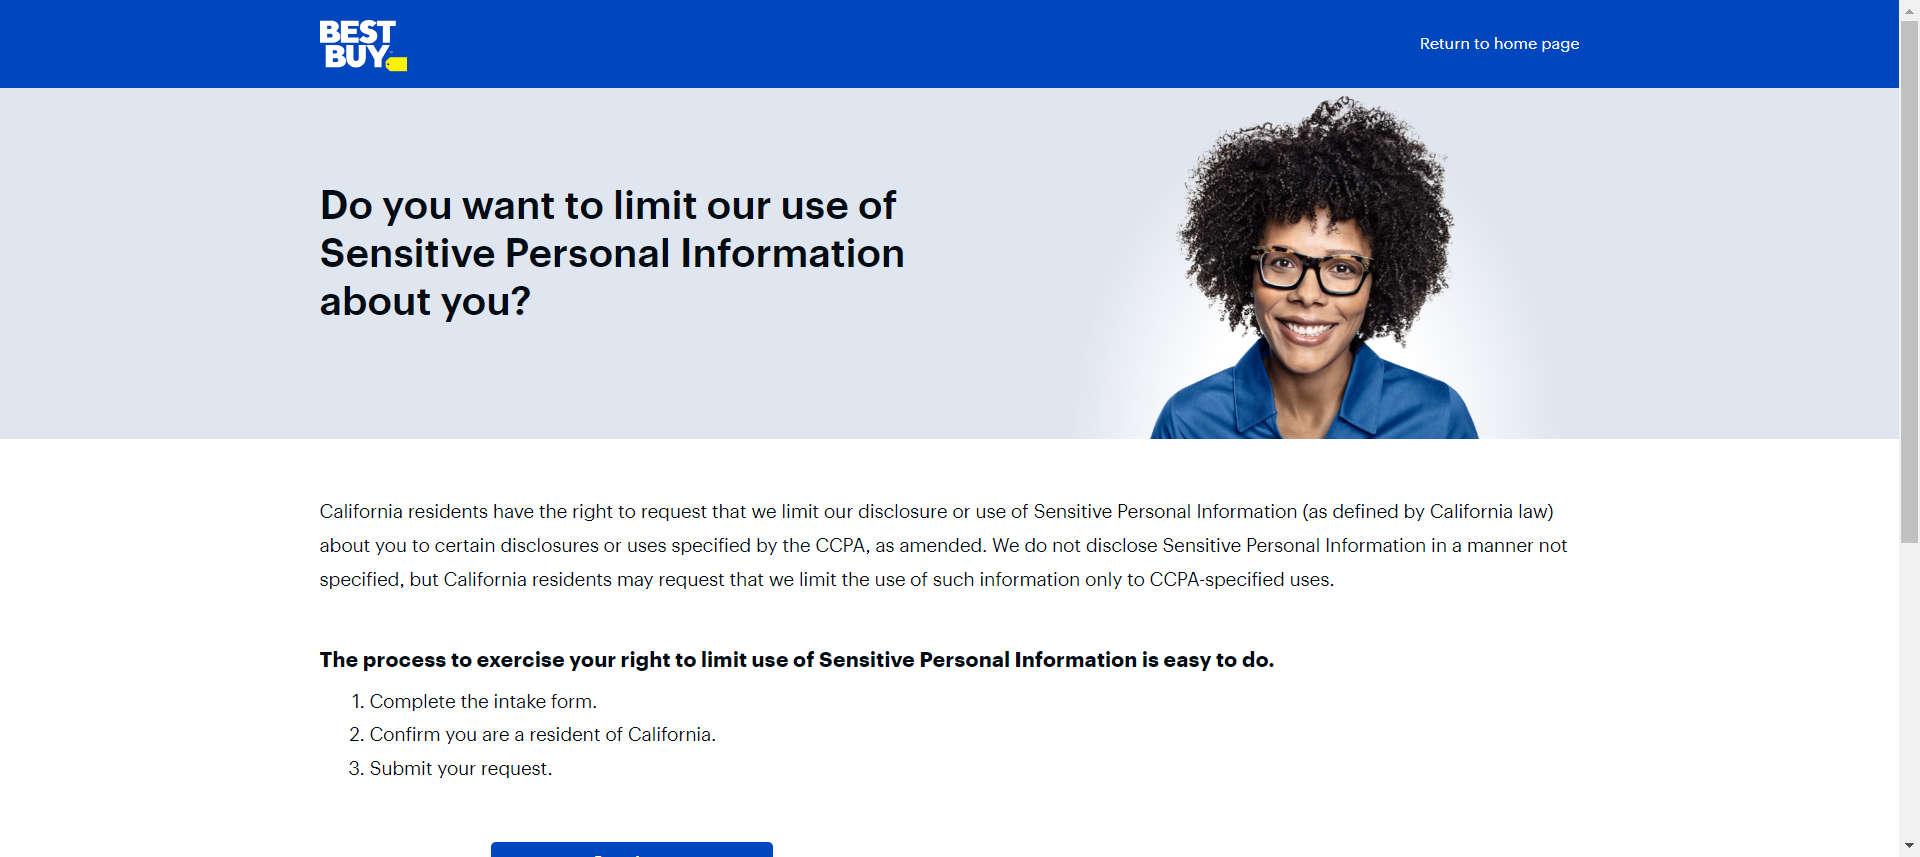 BEST
BUY
Return to home page
Do you want to limit our use of
Sensitive Personal Information
about you?
California residents have the right to request that we limit our disclosure or use of Sensitive Personal Information (as defined by California law)
about you to certain disclosures or uses specified by the CCPA, as amended. We do not disclose Sensitive Personal Information in a manner not
specified, but California residents may request that we limit the use of such information only to CCPA-specified uses.
The process to exercise your right to limit use of Sensitive Personal Information is easy to do.
1. Complete the intake form.
2. Confirm you are a resident of California.
3. Submit your request.